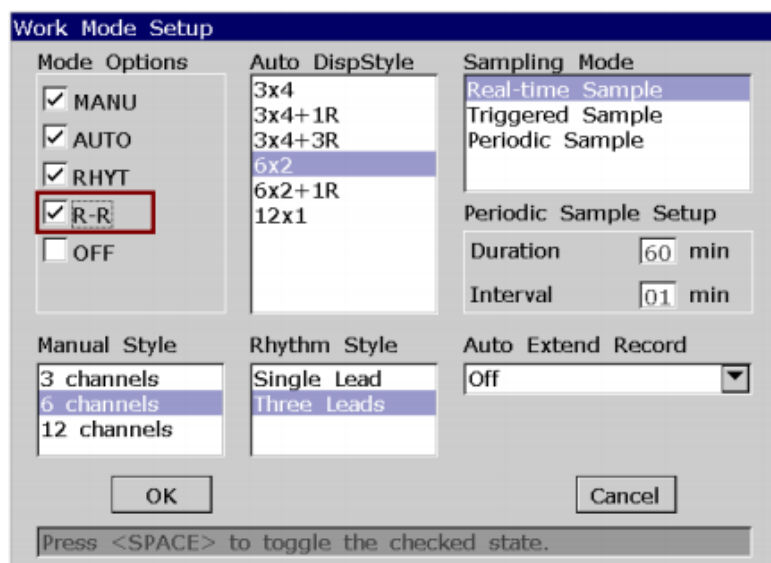 Work Mode Setup
Mode Options
MANU
AUTO
RHYT
R-R
OFF
Auto DispStyle
3x4
3x4+1R
3x4+3R
6x2
6x2+1R
12x1
Sampling Mode
Real-time Sample
Triggered Sample
Periodic Sample
Periodic Sample Setup
Duration 60 min
Interval 01 min
Manual Style
3 channels
6 channels
12 channels
Rhythm Style
Single Lead
Three Leads
Auto Extend Record
Off
OK
Cancel
Press <SPACE> to toggle the checked state.